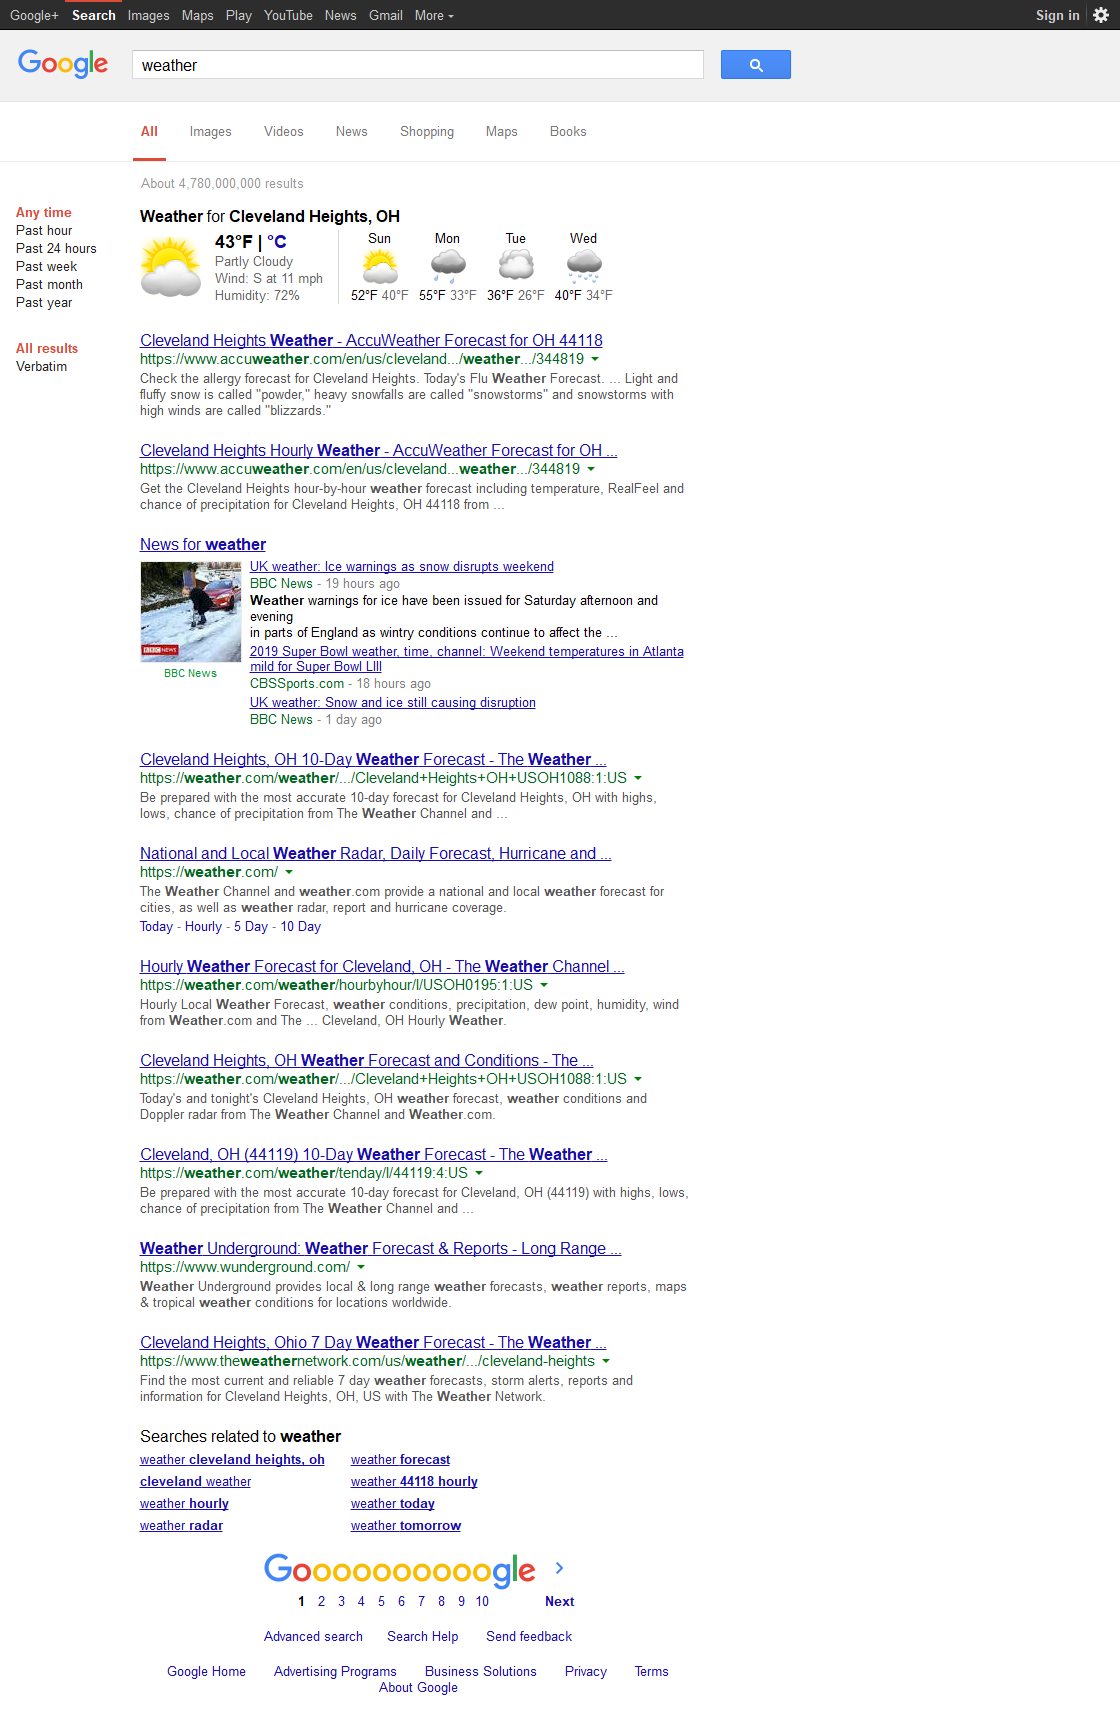 Google+ Search Images Maps Play YouTube News Gmail More Sign in
Google weather
All Images Videos News Shopping Maps Books
About 4,780,000,000 results
Any time
Past hour
Past 24 hours
Past week
Past month
Past year
All results
Verbatim
Weather for Cleveland Heights, OH
43°F | °C
Partly Cloudy
Wind: S at 11 mph
Humidity: 72%
Sun Mon Tue Wed
52°F 40°F 55°F 33°F 36°F 26°F 40°F 34°F
Cleveland Heights Weather - AccuWeather Forecast for OH 44118
https://www.accuweather.com/en/us/cleveland.../weather.../344819
Check the allergy forecast for Cleveland Heights. Today's Flu Weather Forecast. ... Light and
fluffy snow is called "powder," heavy snowfalls are called "snowstorms" and snowstorms with
high winds are called "blizzards."
Cleveland Heights Hourly Weather - AccuWeather Forecast for OH ...
https://www.accuweather.com/en/us/cleveland...weather.../344819
Get the Cleveland Heights hour-by-hour weather forecast including temperature, RealFeel and
chance of precipitation for Cleveland Heights, OH 44118 from ...
News for weather
BBC NEWS
BBC News
UK weather: Ice warnings as snow disrupts weekend
BBC News - 19 hours ago
Weather warnings for ice have been issued for Saturday afternoon and
evening
in parts of England as wintry conditions continue to affect the ...
2019 Super Bowl weather, time, channel: Weekend temperatures in Atlanta
mild for Super Bowl LIII
CBSSports.com - 18 hours ago
UK weather: Snow and ice still causing disruption
BBC News - 1 day ago
Cleveland Heights, OH 10-Day Weather Forecast - The Weather ...
https://weather.com/weather/.../Cleveland+Heights+OH+USOH1088:1:US
Be prepared with the most accurate 10-day forecast for Cleveland Heights, OH with highs,
lows, chance of precipitation from The Weather Channel and ...
National and Local Weather Radar, Daily Forecast, Hurricane and ...
https://weather.com/
The Weather Channel and weather.com provide a national and local weather forecast for
cities, as well as weather radar, report and hurricane coverage.
Today - Hourly - 5 Day - 10 Day
Hourly Weather Forecast for Cleveland, OH - The Weather Channel ...
https://weather.com/weather/hourbyhour/l/USOH0195:1:US
Hourly Local Weather Forecast, weather conditions, precipitation, dew point, humidity, wind
from Weather.com and The ... Cleveland, OH Hourly Weather.
Cleveland Heights, OH Weather Forecast and Conditions - The ...
https://weather.com/weather/.../Cleveland+Heights+OH+USOH1088:1:US
Today's and tonight's Cleveland Heights, OH weather forecast, weather conditions and
Doppler radar from The Weather Channel and Weather.com.
Cleveland, OH (44119) 10-Day Weather Forecast - The Weather ...
https://weather.com/weather/tenday/l/44119:4:US
Be prepared with the most accurate 10-day forecast for Cleveland, OH (44119) with highs, lows,
chance of precipitation from The Weather Channel and ...
Weather Underground: Weather Forecast & Reports - Long Range ...
https://www.wunderground.com/
Weather Underground provides local & long range weather forecasts, weather reports, maps
& tropical weather conditions for locations worldwide.
Cleveland Heights, Ohio 7 Day Weather Forecast - The Weather ...
https://www.theweathernetwork.com/us/weather/.../cleveland-heights
Find the most current and reliable 7 day weather forecasts, storm alerts, reports and
information for Cleveland Heights, OH, US with The Weather Network.
Searches related to weather
weather cleveland heights, oh weather forecast
cleveland weather weather 44118 hourly
weather hourly weather today
weather radar weather tomorrow
Goooooooooogle >
1 2 3 4 5 6 7 8 9 10 Next
Advanced search Search Help Send feedback
Google Home Advertising Programs Business Solutions Privacy Terms
About Google